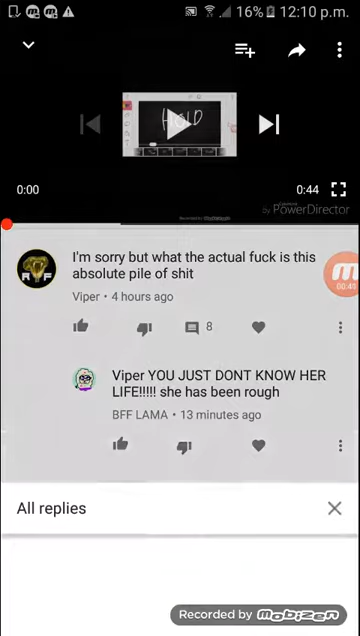 16% 12:10 p.m.
HOLD
0:00
0:44
by PowerDirector
I'm sorry but what the actual fuck is this
absolute pile of shit
Viper • 4 hours ago
00:49
8
Viper YOU JUST DONT KNOW HER
LIFE!!!!! she has been rough
BFF LAMA • 13 minutes ago
All replies
Recorded by mobizen